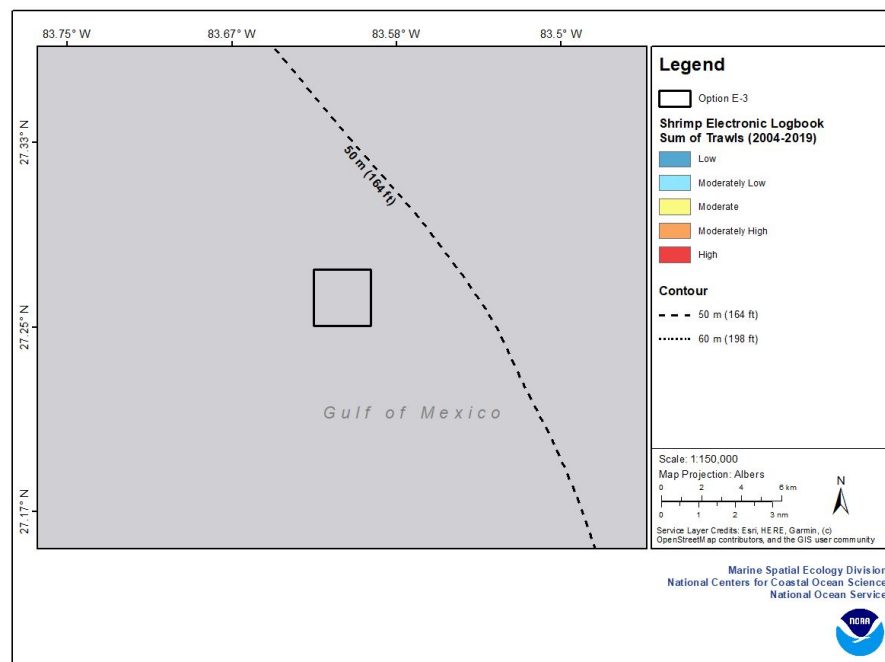 83.75° W 83.67° W 83.58° W 83.5° W
27.33° N
27.25° N
27.17° N
50 m (164 ft)
Gulf of Mexico
Legend
Option E-3
Shrimp Electronic Logbook
Sum of Trawls (2004-2019)
Low
Moderately Low
Moderate
Moderately High
High
Contour
50 m (164 ft)
60 m (198 ft)
Scale: 1:150,000
Map Projection: Albers
0 2 4 6 km
0 1 2 3 nm
N
Service Layer Credits: Esri, HERE, Garmin, (c)
OpenStreetMap contributors, and the GIS user community
Marine Spatial Ecology Division
National Centers for Coastal Ocean Science
National Ocean Service
NOAA